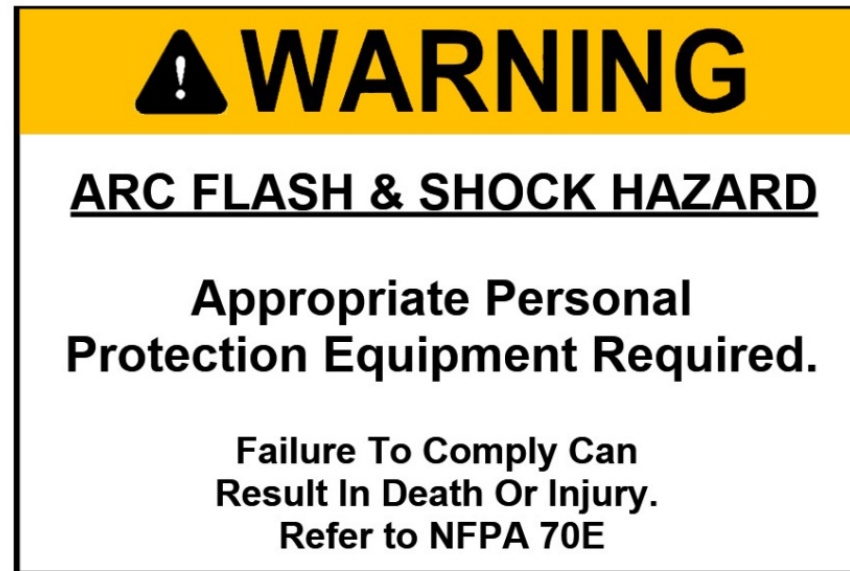 WARNING
ARC FLASH & SHOCK HAZARD
Appropriate Personal
Protection Equipment Required.
Failure To Comply Can
Result In Death Or Injury.
Refer to NFPA 70E